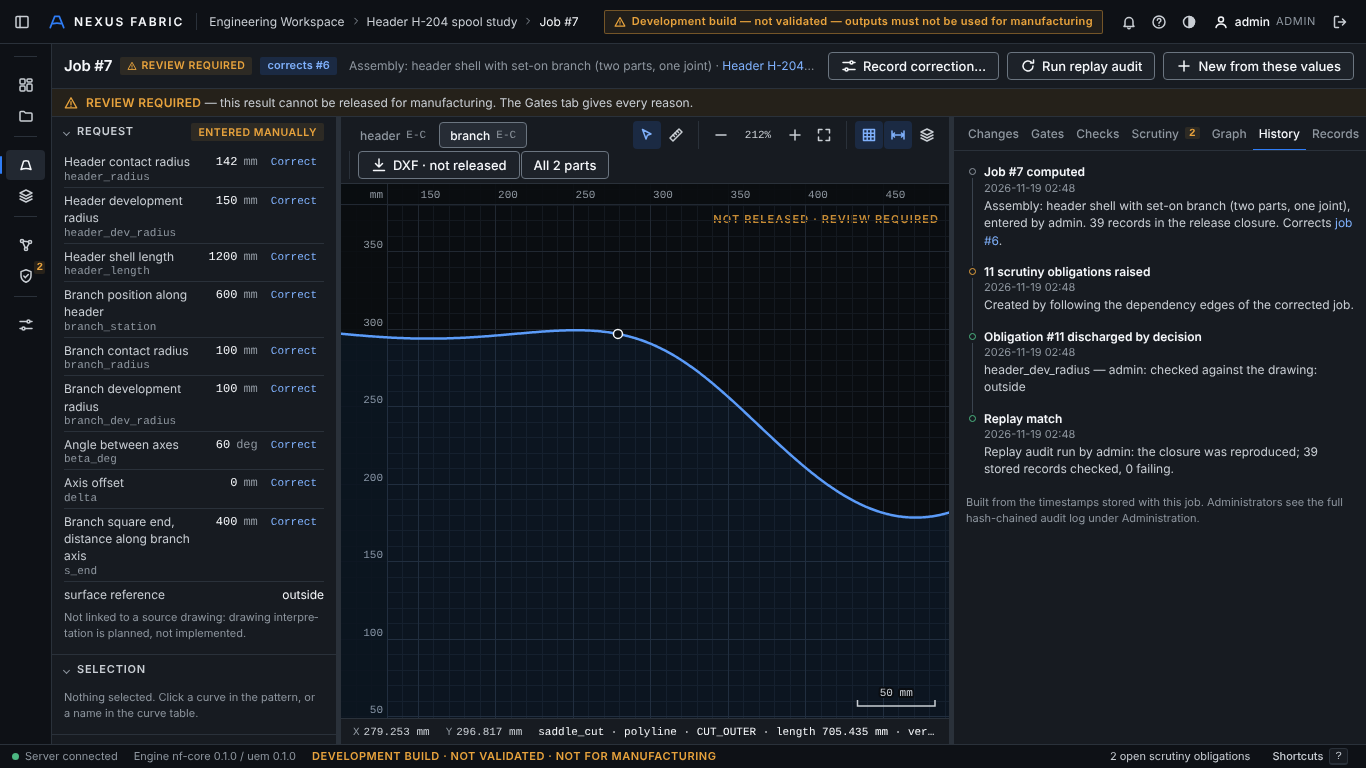 NEXUS FABRIC
Engineering Workspace > Header H-204 spool study > Job #7
Development build — not validated — outputs must not be used for manufacturing
admin ADMIN
Job #7
REVIEW REQUIRED
corrects #6
Assembly: header shell with set-on branch (two parts, one joint) · Header H-204…
Record correction…
Run replay audit
New from these values
REVIEW REQUIRED — this result cannot be released for manufacturing. The Gates tab gives every reason.
REQUEST
ENTERED MANUALLY
Header contact radius 142 mm Correct
header_radius
Header development
radius
150 mm Correct
header_dev_radius
Header shell length 1200 mm Correct
header_length
Branch position along
header
600 mm Correct
branch_station
Branch contact radius 100 mm Correct
branch_radius
Branch development
radius
100 mm Correct
branch_dev_radius
Angle between axes 60 deg Correct
beta_deg
Axis offset 0 mm Correct
delta
Branch square end,
distance along branch
axis
400 mm Correct
s_end
surface reference outside
Not linked to a source drawing: drawing interpre-
tation is planned, not implemented.
SELECTION
Nothing selected. Click a curve in the pattern, or
a name in the curve table.
header E-C
branch E-C
212%
DXF · not released
All 2 parts
mm 150 200 250 300 350 400 450
NOT RELEASED · REVIEW REQUIRED
350
300
250
200
150
100
50
50 mm
X 279.253 mm Y 296.817 mm saddle_cut · polyline · CUT_OUTER · length 705.435 mm · ver…
Changes Gates Checks Scrutiny 2 Graph History Records
Job #7 computed
2026-11-19 02:48
Assembly: header shell with set-on branch (two parts, one joint),
entered by admin. 39 records in the release closure. Corrects job
#6.
11 scrutiny obligations raised
2026-11-19 02:48
Created by following the dependency edges of the corrected job.
Obligation #11 discharged by decision
2026-11-19 02:48
header_dev_radius — admin: checked against the drawing:
outside
Replay match
2026-11-19 02:48
Replay audit run by admin: the closure was reproduced; 39
stored records checked, 0 failing.
Built from the timestamps stored with this job. Administrators see the full
hash-chained audit log under Administration.
2
Server connected
Engine nf-core 0.1.0 / uem 0.1.0
DEVELOPMENT BUILD · NOT VALIDATED · NOT FOR MANUFACTURING
2 open scrutiny obligations
Shortcuts ?